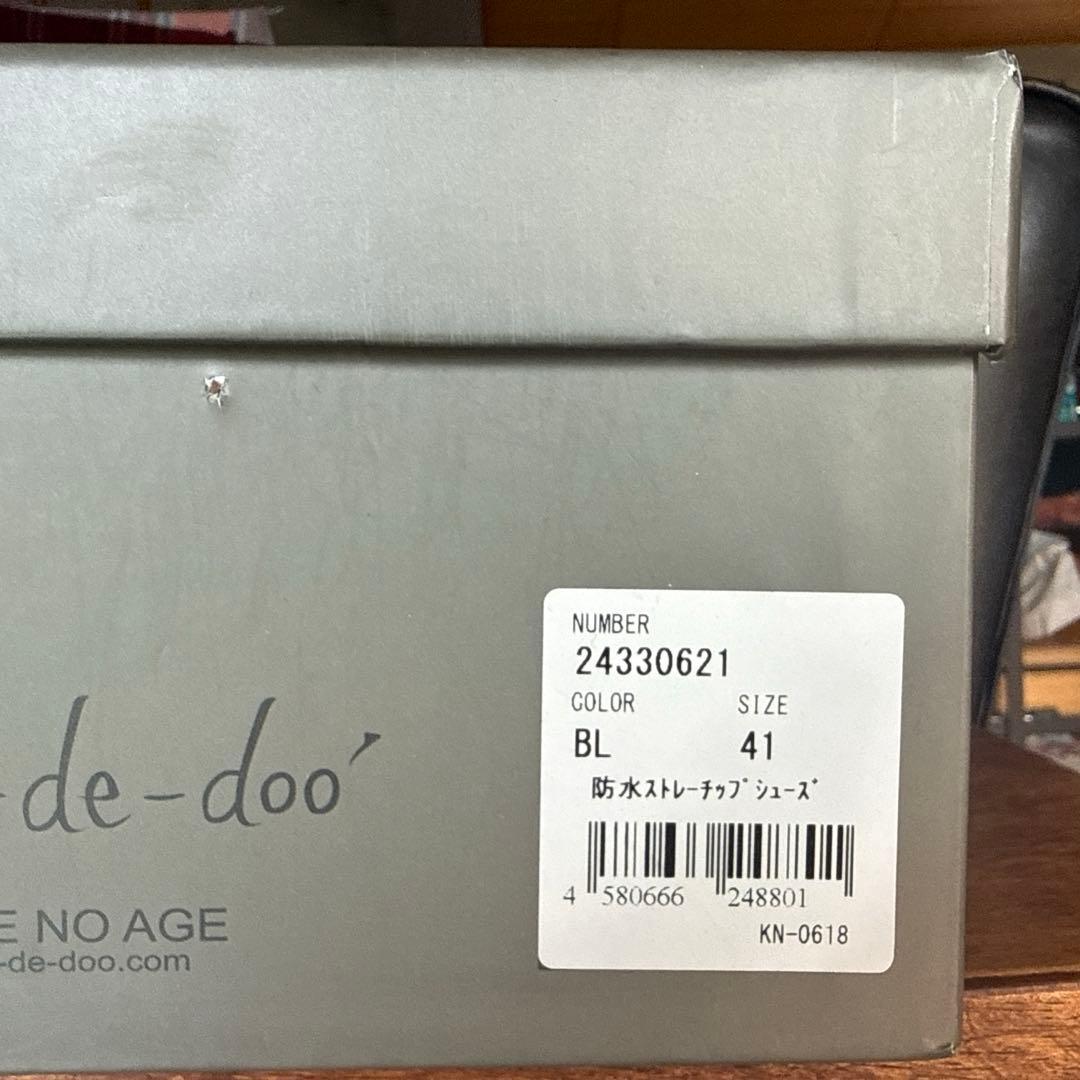 -de-doo'
E NO AGE
-de-doo.com
NUMBER
24330621
COLOR SIZE
BL 41
防水ｽﾄﾚｰﾁｯﾌﾟｼｭｰｽﾞ
4 580666 248801
KN-0618